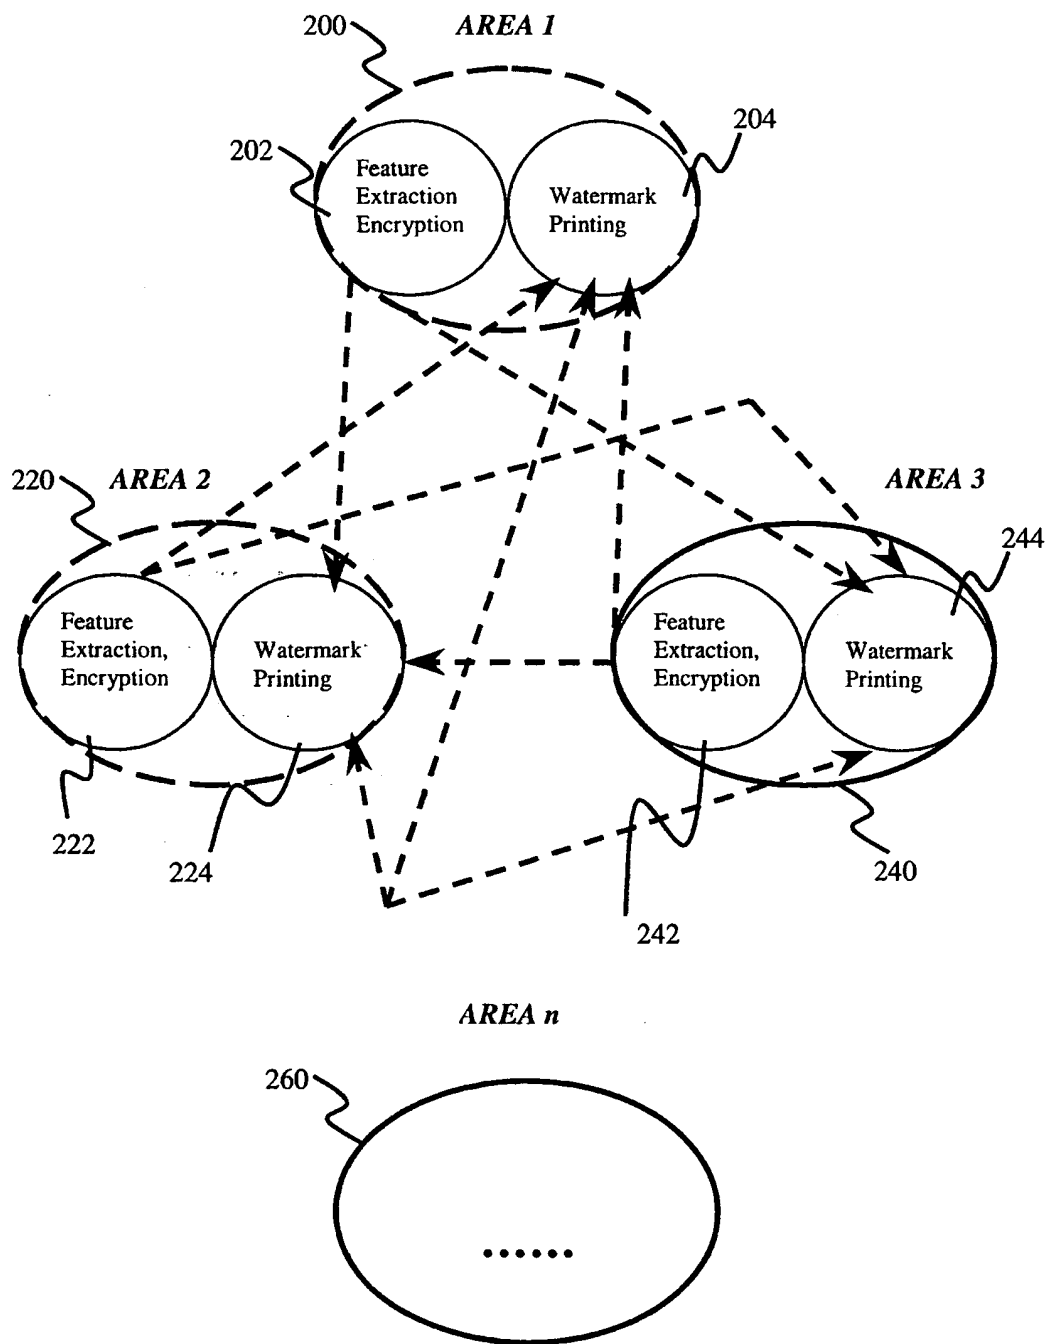 200
AREA 1
204
202
Feature
Extraction
Encryption
Watermark
Printing
220
AREA 2
AREA 3
244
Feature
Extraction,
Encryption
Watermark
Printing
Feature
Extraction,
Encryption
Watermark
Printing
222
224
240
242
AREA n
260
......